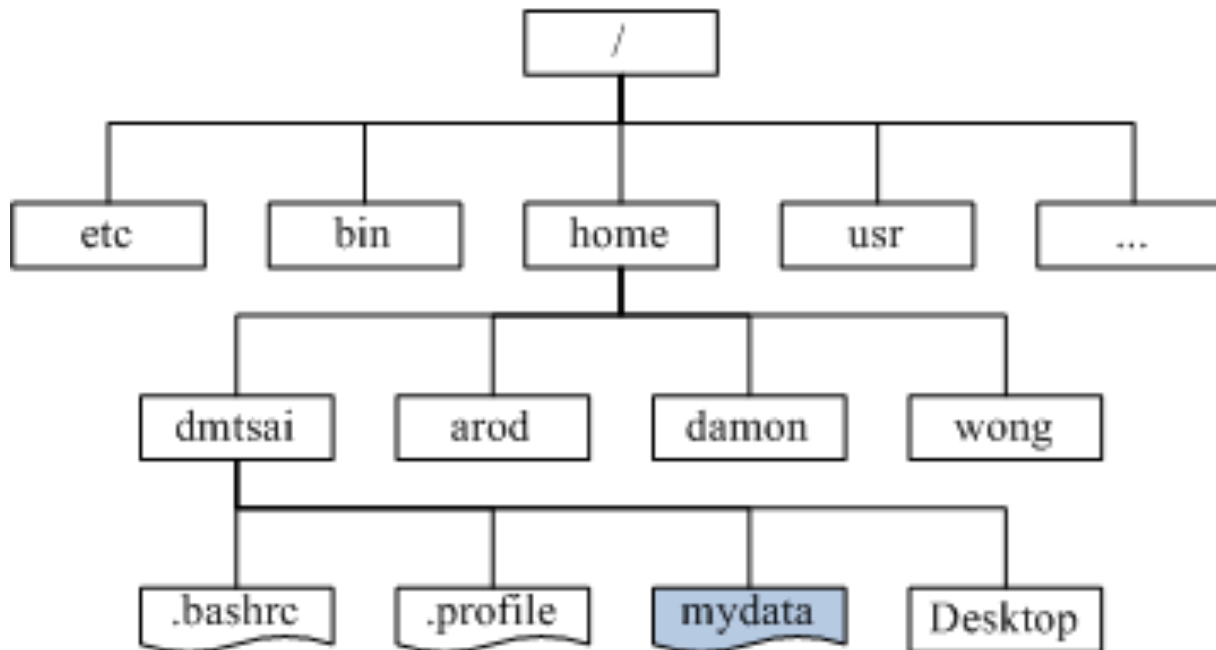 /
etc bin home usr ...
dmtsai arod damon wong
.bashrc .profile mydata Desktop